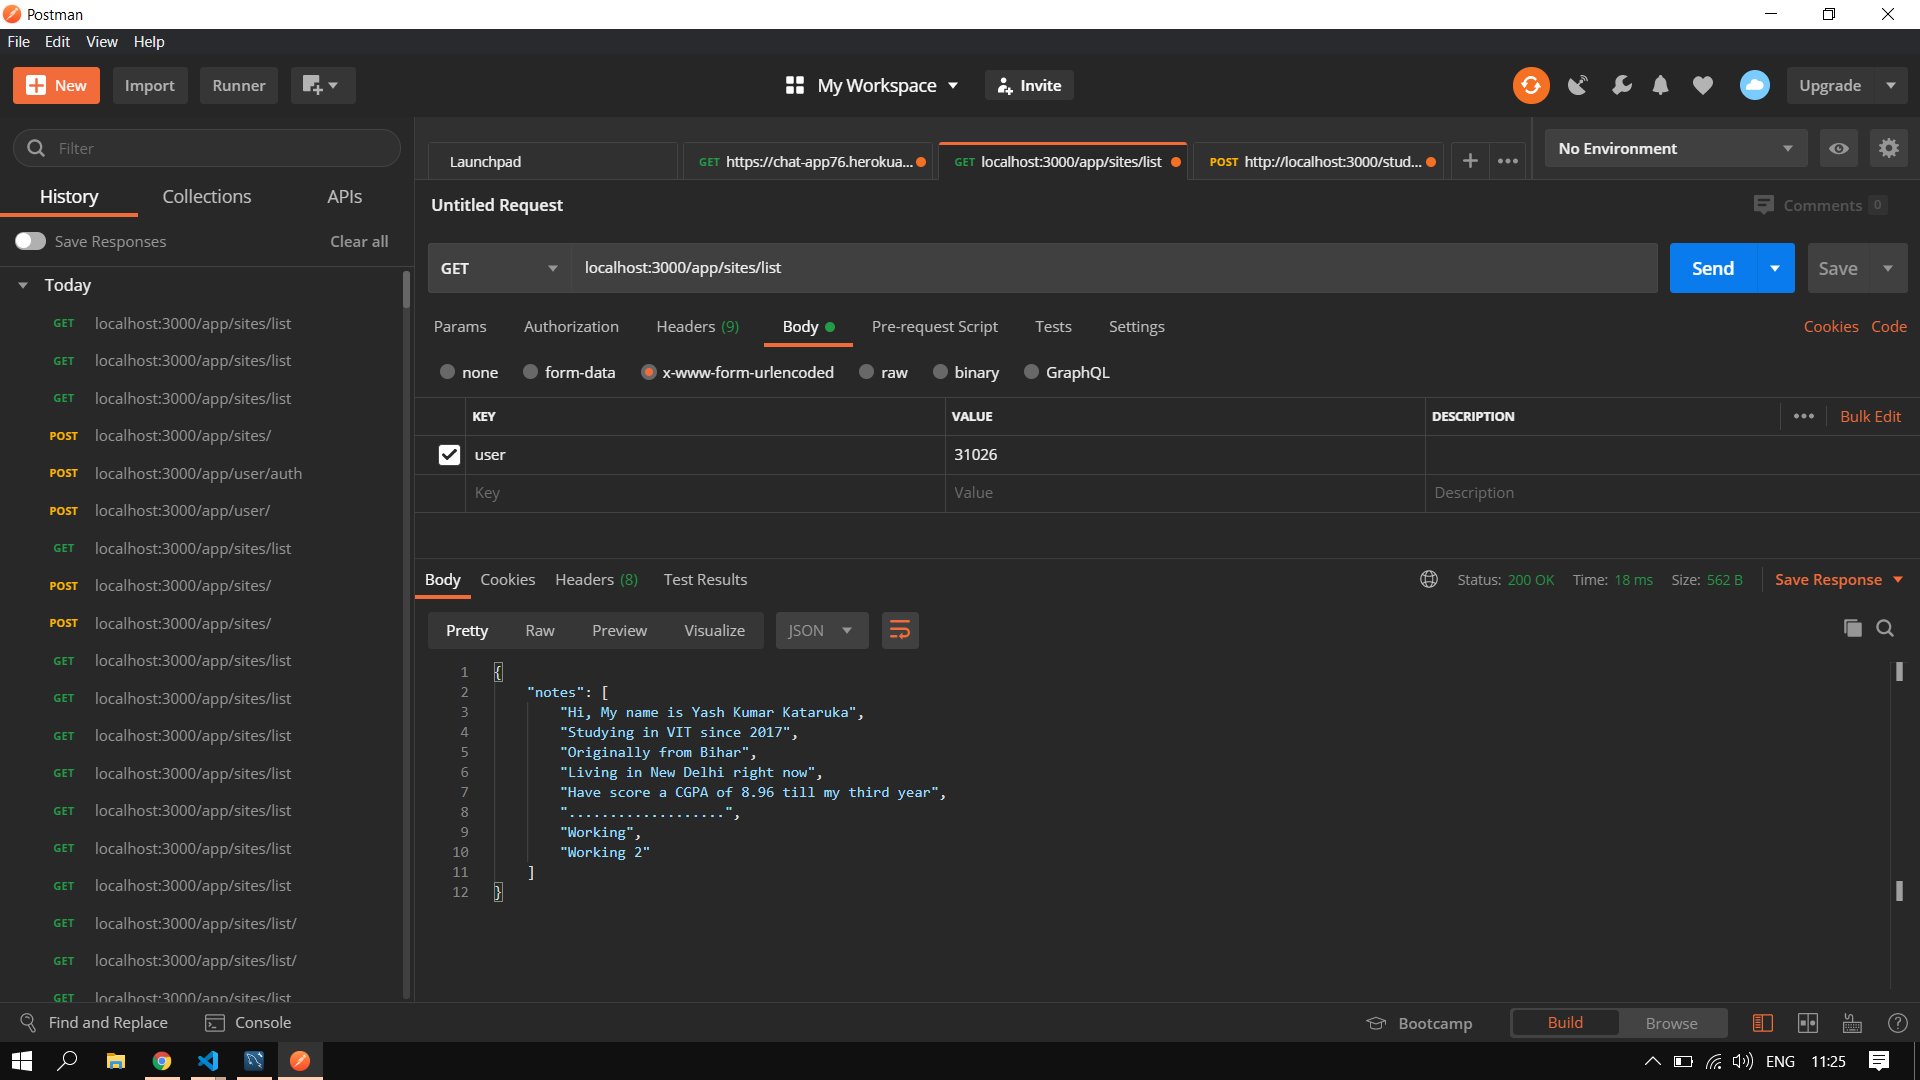 Postman
File Edit View Help
New Import Runner My Workspace Invite Upgrade
Filter
History Collections APIs
Save Responses Clear all
Today
GET localhost:3000/app/sites/list
GET localhost:3000/app/sites/list
GET localhost:3000/app/sites/list
POST localhost:3000/app/sites/
POST localhost:3000/app/user/auth
POST localhost:3000/app/user/
GET localhost:3000/app/sites/list
POST localhost:3000/app/sites/
POST localhost:3000/app/sites/
GET localhost:3000/app/sites/list
GET localhost:3000/app/sites/list
GET localhost:3000/app/sites/list
GET localhost:3000/app/sites/list
GET localhost:3000/app/sites/list
GET localhost:3000/app/sites/list
GET localhost:3000/app/sites/list
GET localhost:3000/app/sites/list/
GET localhost:3000/app/sites/list/
GET localhost:3000/app/sites/list
Launchpad GET https://chat-app76.herokua... GET localhost:3000/app/sites/list POST http://localhost:3000/stud... No Environment
Untitled Request Comments 0
GET localhost:3000/app/sites/list Send Save
Params Authorization Headers (9) Body Pre-request Script Tests Settings Cookies Code
none form-data x-www-form-urlencoded raw binary GraphQL
KEY VALUE DESCRIPTION Bulk Edit
user 31026
Key Value Description
Body Cookies Headers (8) Test Results Status: 200 OK Time: 18 ms Size: 562 B Save Response
Pretty Raw Preview Visualize JSON
1 {
2 "notes": [
3 "Hi, My name is Yash Kumar Kataruka",
4 "Studying in VIT since 2017",
5 "Originally from Bihar",
6 "Living in New Delhi right now",
7 "Have score a CGPA of 8.96 till my third year",
8 "...................",
9 "Working",
10 "Working 2"
11 ]
12 }
Find and Replace Console Bootcamp Build Browse
ENG 11:25